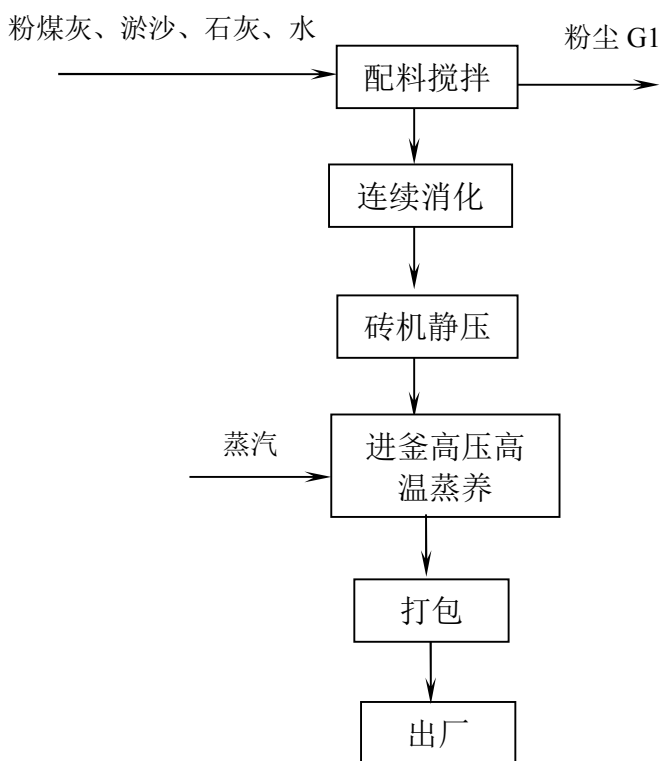 粉煤灰、淤沙、石灰、水
粉尘 G1
配料搅拌
连续消化
砖机静压
蒸汽
进釜高压高
温蒸养
打包
出厂